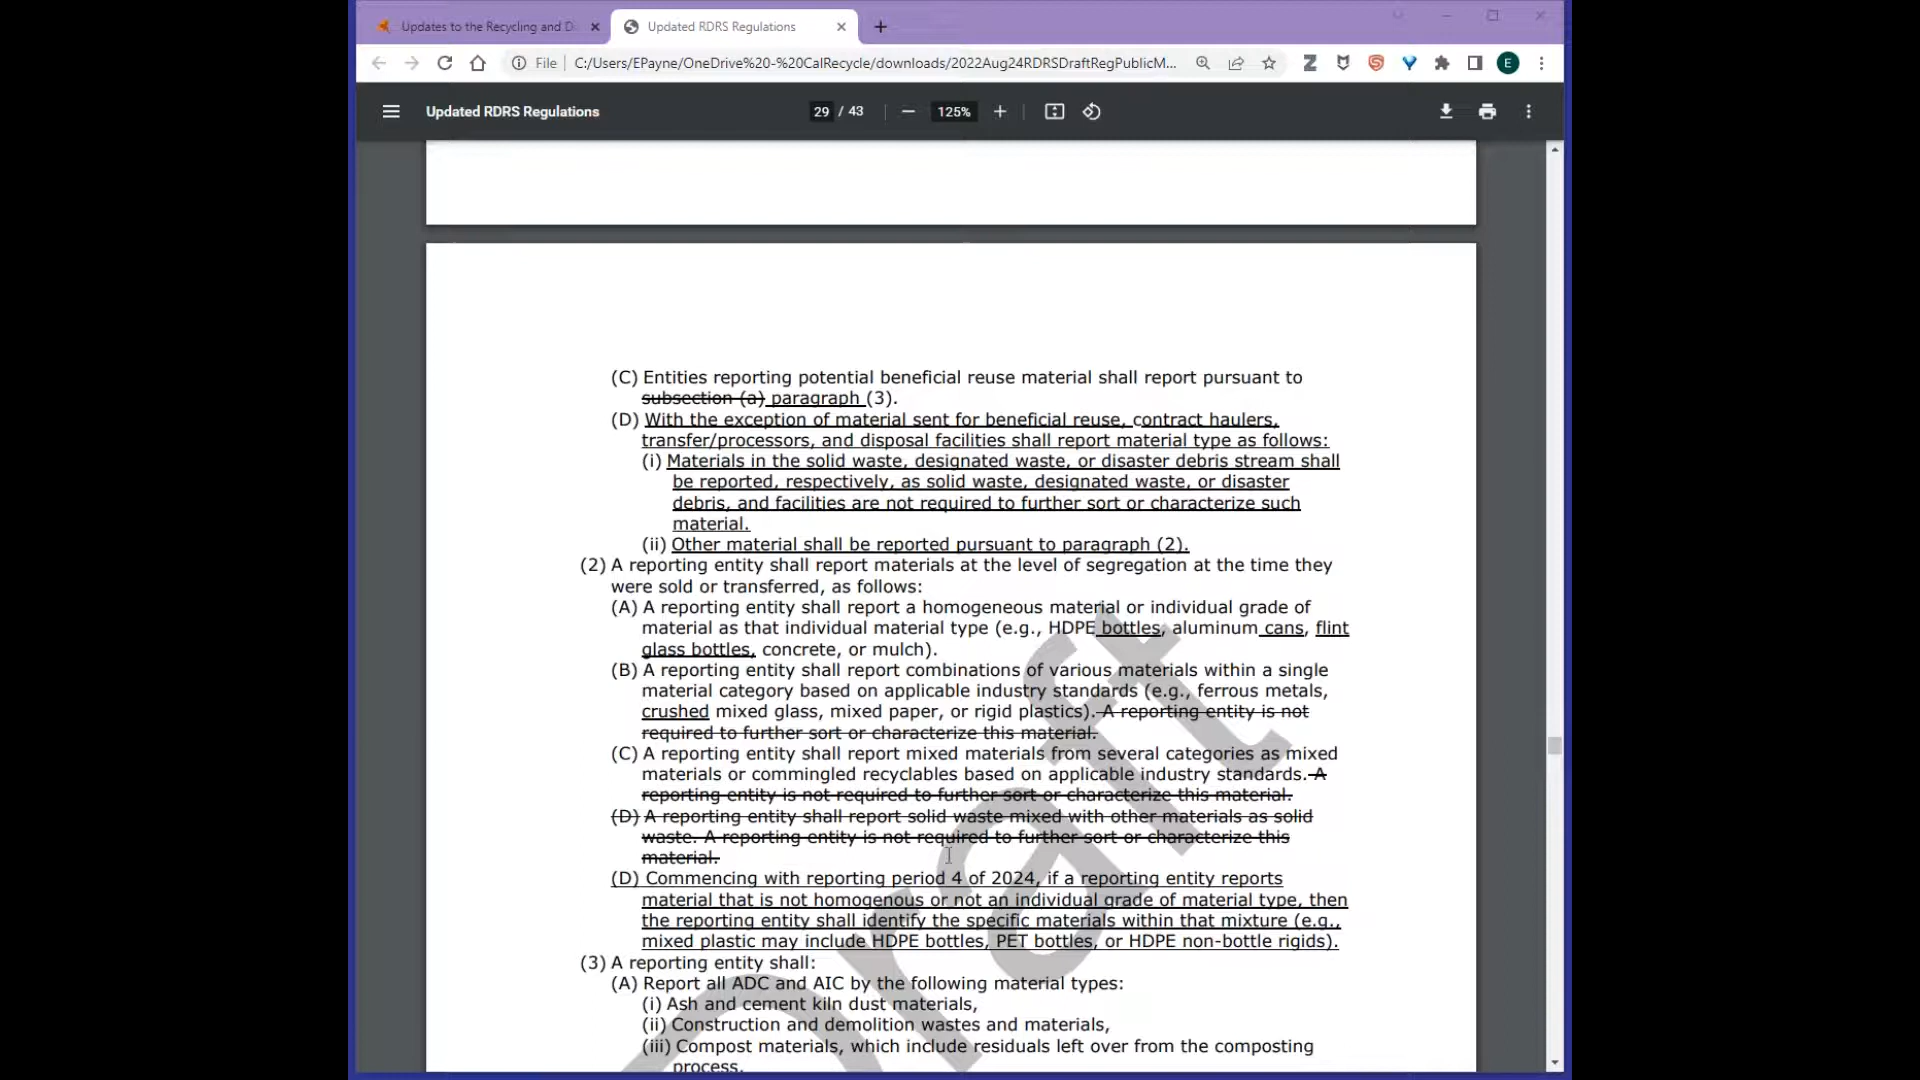 Updates to the Recycling and D
Updated RDRS Regulations
File
C:/Users/EPayne/OneDrive%20-%20CalRecycle/downloads/2022Aug24RDRSDraftRegPublicM...
E
Updated RDRS Regulations
29 / 43
125%
(C) Entities reporting potential beneficial reuse material shall report pursuant to
subsection (a) paragraph (3).
(D) With the exception of material sent for beneficial reuse, contract haulers,
transfer/processors, and disposal facilities shall report material type as follows:
(i) Materials in the solid waste, designated waste, or disaster debris stream shall
be reported, respectively, as solid waste, designated waste, or disaster
debris, and facilities are not required to further sort or characterize such
material.
(ii) Other material shall be reported pursuant to paragraph (2).
(2) A reporting entity shall report materials at the level of segregation at the time they
were sold or transferred, as follows:
(A) A reporting entity shall report a homogeneous material or individual grade of
material as that individual material type (e.g., HDPE bottles, aluminum cans, flint
glass bottles, concrete, or mulch).
(B) A reporting entity shall report combinations of various materials within a single
material category based on applicable industry standards (e.g., ferrous metals,
crushed mixed glass, mixed paper, or rigid plastics). A reporting entity is not
required to further sort or characterize this material.
(C) A reporting entity shall report mixed materials from several categories as mixed
materials or commingled recyclables based on applicable industry standards. A
reporting entity is not required to further sort or characterize this material.
(D) A reporting entity shall report solid waste mixed with other materials as solid
waste. A reporting entity is not required to further sort or characterize this
material.
(D) Commencing with reporting period 4 of 2024, if a reporting entity reports
material that is not homogenous or not an individual grade of material type, then
the reporting entity shall identify the specific materials within that mixture (e.g.,
mixed plastic may include HDPE bottles, PET bottles, or HDPE non-bottle rigids).
(3) A reporting entity shall:
(A) Report all ADC and AIC by the following material types:
(i) Ash and cement kiln dust materials,
(ii) Construction and demolition wastes and materials,
(iii) Compost materials, which include residuals left over from the composting
process.
Draft